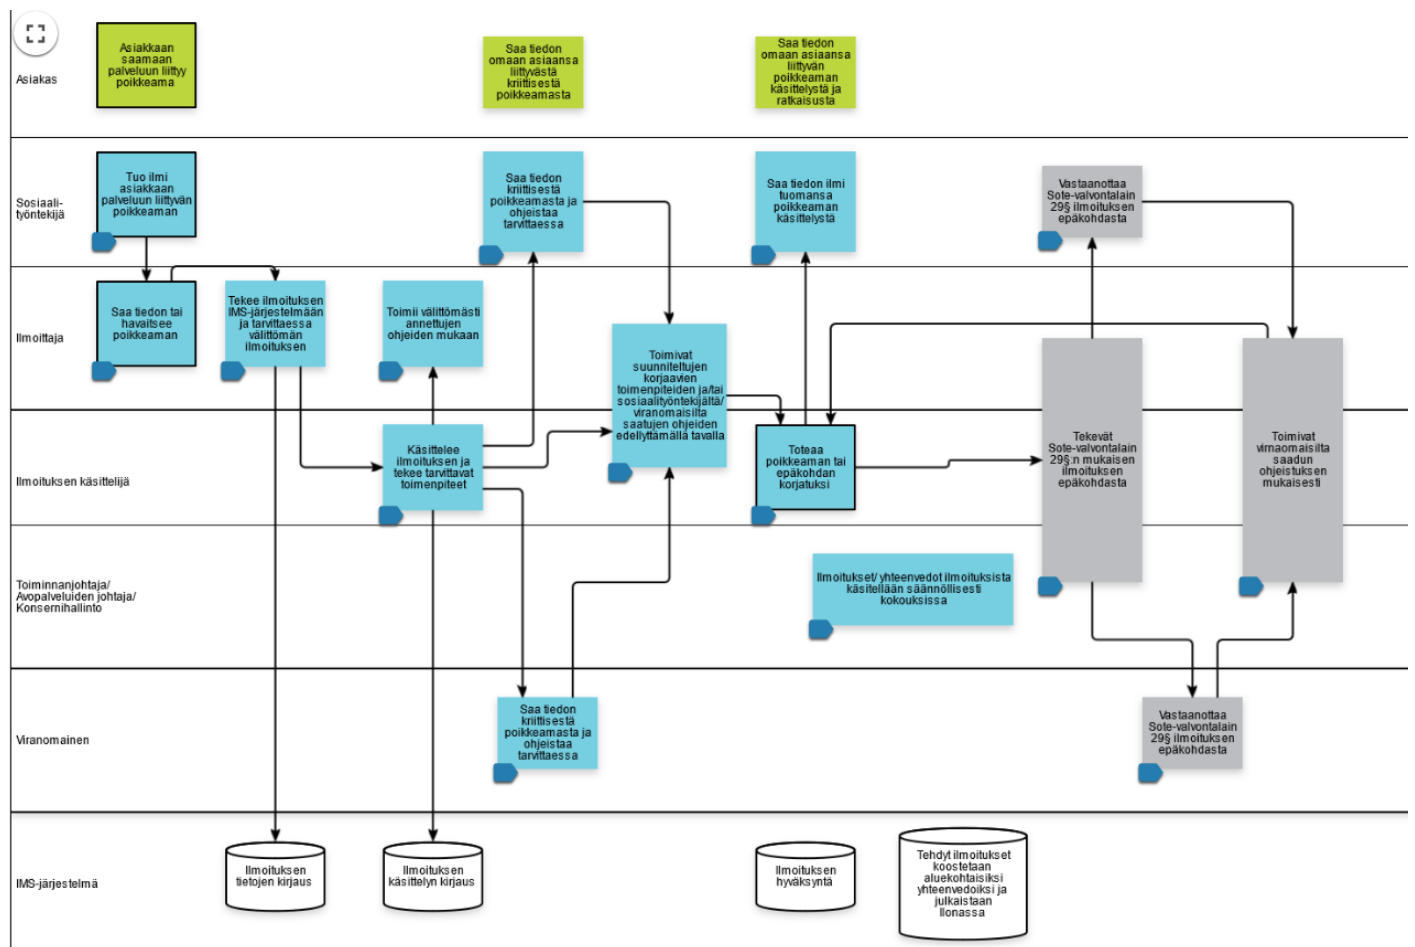 Asiakas
Asiakkaan
saamaan
palveluun liittyy
poikkeama
Saa tiedon
omaan asiaansa
liittyvästä
kriittisestä
poikkeamasta
Saa tiedon
omaan asiaansa
liittyvän
poikkeaman
käsittelystä ja
ratkaisusta
Sosiaali-
työntekijä
Tuo ilmi
asiakkaan
palveluun liittyvän
poikkeaman
Saa tiedon
kriittisestä
poikkeamasta ja
ohjeistaa
tarvittaessa
Saa tiedon ilmi
tuomansa
poikkeaman
käsittelystä
Vastaanottaa
Sote-valvontalain
29§ ilmoituksen
epäkohdasta
Ilmoittaja
Saa tiedon tai
havaitsee
poikkeaman
Tekee ilmoituksen
IMS-järjestelmään
ja tarvittaessa
välittömän
ilmoituksen
Toimii välittömästi
annettujen
ohjeiden mukaan
Toimivat
suunniteltujen
korjaavien
toimenpiteiden ja/tai
sosiaalityöntekijältä/
viranomaisilta
saatujen ohjeiden
edellyttämällä tavalla
Ilmoituksen käsittelijä
Käsittelee
ilmoituksen ja
tekee tarvittavat
toimenpiteet
Toteaa
poikkeaman tai
epäkohdan
korjatuksi
Tekevät
Sote-valvontalain
29§:n mukaisen
ilmoituksen
epäkohdasta
Toimivat
virnaomaisilta
saadun
ohjeistuksen
mukaisesti
Toiminnanjohtaja/
Avopalveluiden johtaja/
Konsernihallinto
Ilmoitukset/ yhteenvedot ilmoituksista
käsitellään säännöllisesti
kokouksissa
Viranomainen
Saa tiedon
kriittisestä
poikkeamasta ja
ohjeistaa
tarvittaessa
Vastaanottaa
Sote-valvontalain
29§ ilmoituksen
epäkohdasta
IMS-järjestelmä
Ilmoituksen
tietojen kirjaus
Ilmoituksen
käsittelyn kirjaus
Ilmoituksen
hyväksyntä
Tehdyt ilmoitukset
koostetaan
aluekohtaisiksi
yhteenvedoiksi ja
julkaistaan
Ilonassa